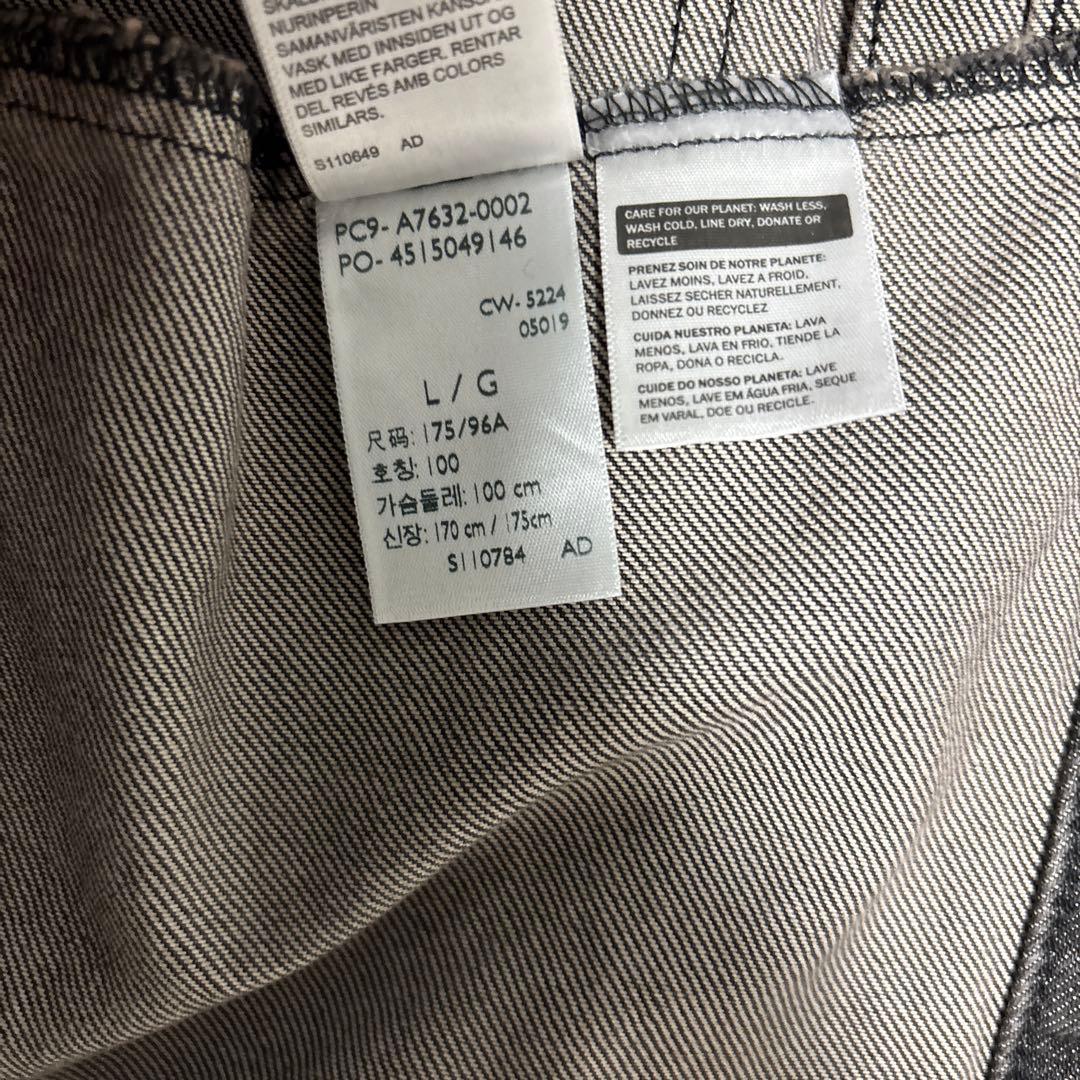 NURINPERIN
SAMANVÄRISTEN KANSSA
VASK MED INNSIDEN UT OG
MED LIKE FARGER. RENTAR
DEL REVÉS AMB COLORS
SIMILARS.
S110649 AD
PC9- A7632-0002
PO- 4515049146
CW- 5224
05019
L / G
尺码: 175/96A
호칭: 100
가슴둘레: 100 cm
신장: 170 cm / 175cm
S110784 AD
CARE FOR OUR PLANET: WASH LESS,
WASH COLD, LINE DRY, DONATE OR
RECYCLE
PRENEZ SOIN DE NOTRE PLANETE:
LAVEZ MOINS, LAVEZ A FROID,
LAISSEZ SECHER NATURELLEMENT,
DONNEZ OU RECYCLEZ
CUIDA NUESTRO PLANETA: LAVA
MENOS, LAVA EN FRIO, TIENDE LA
ROPA, DONA O RECICLA.
CUIDE DO NOSSO PLANETA: LAVE
MENOS, LAVE EM ÁGUA FRIA, SEQUE
EM VARAL, DOE OU RECICLE.